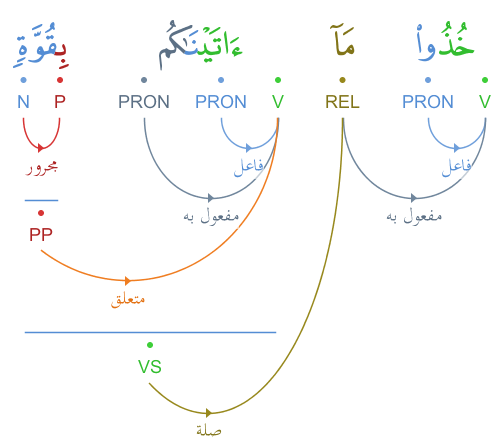 خُذُوا۟ مَآ ءَاتَيْنَـٰكُم بِقُوَّةٍ
V PRON REL V PRON PRON P N
فاعل فاعل مجرور
مفعول به مفعول به
PP
متعلق
VS
صلة